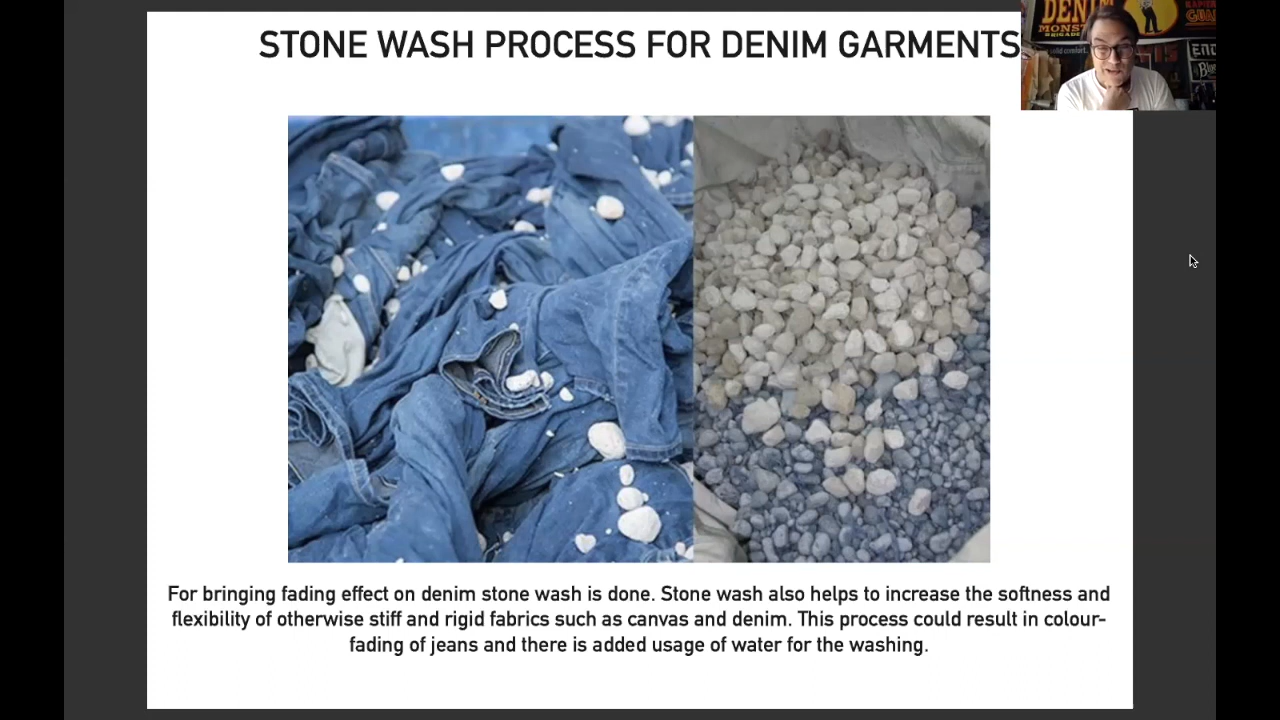 STONE WASH PROCESS FOR DENIM GARMENTS
DENIM
MONST
For bringing fading effect on denim stone wash is done. Stone wash also helps to increase the softness and
flexibility of otherwise stiff and rigid fabrics such as canvas and denim. This process could result in colour-
fading of jeans and there is added usage of water for the washing.